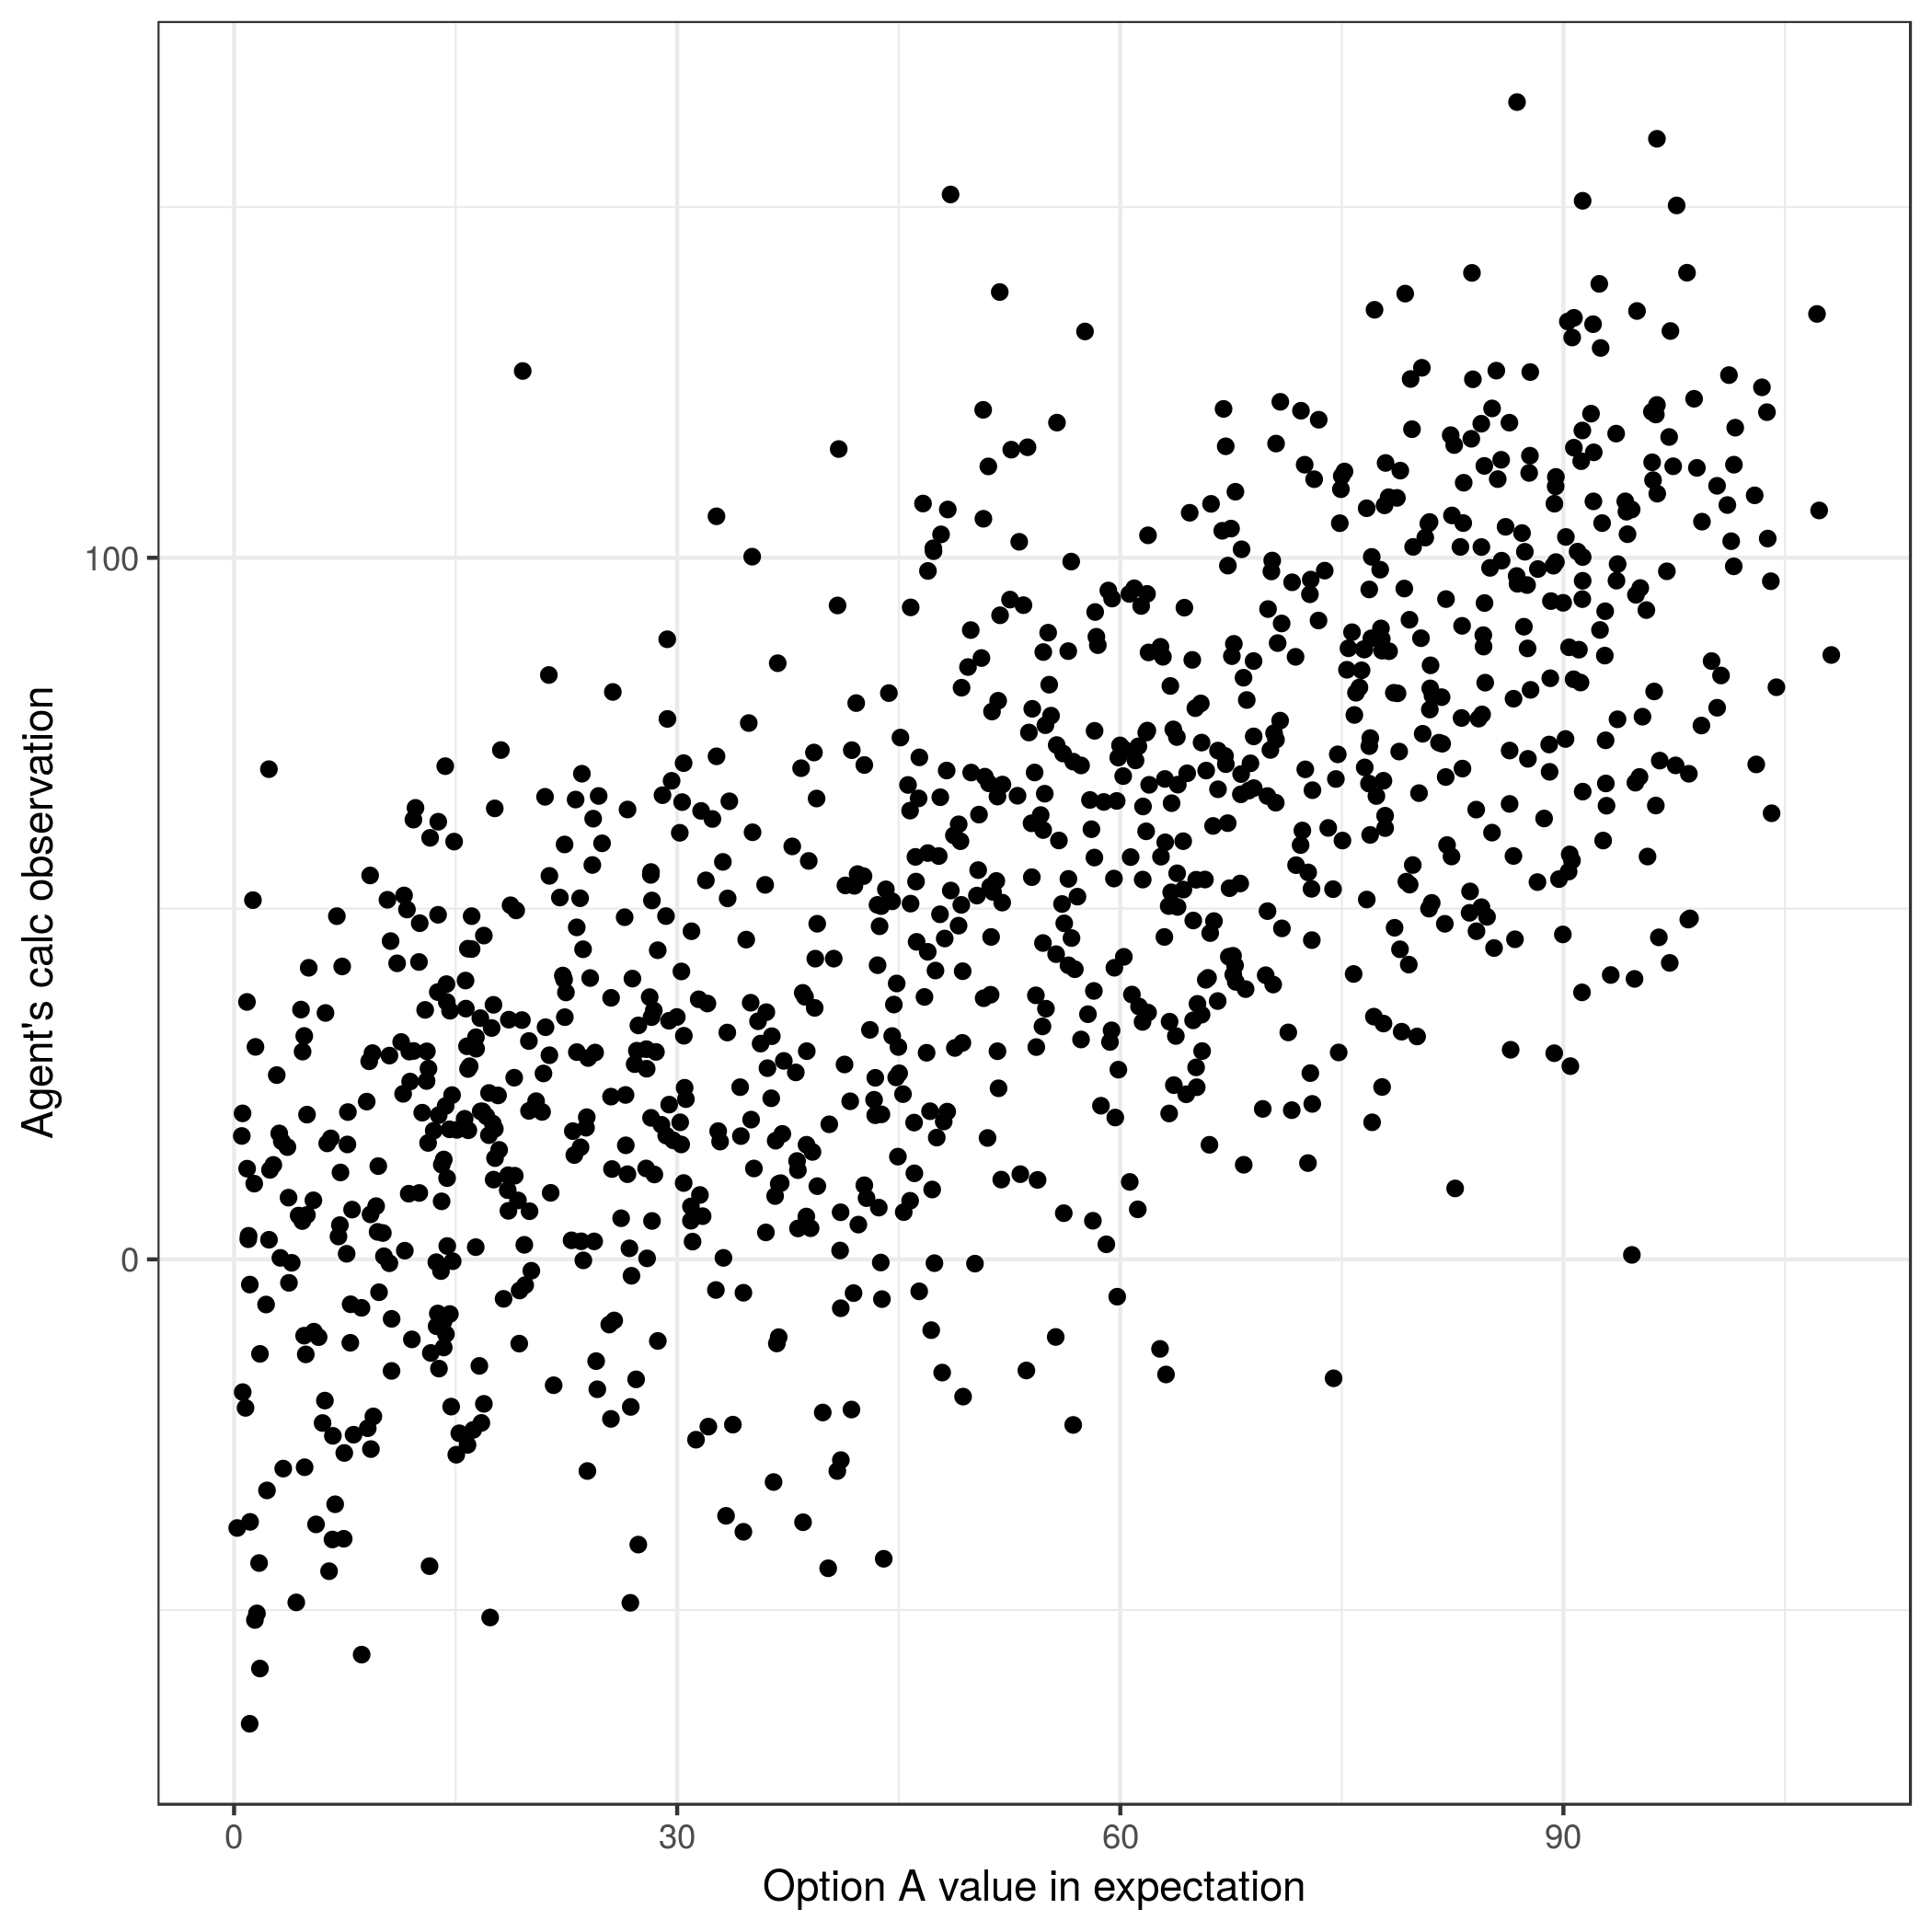 Agent's calc observation
100
0
0 30 60 90
Option A value in expectation